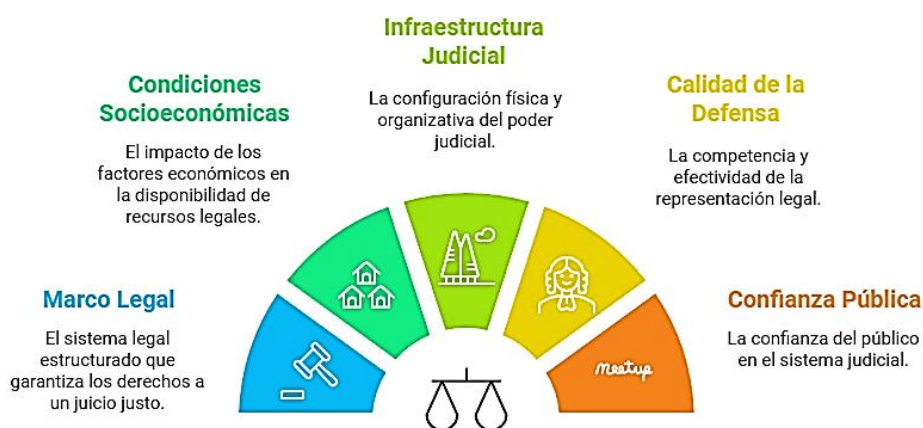 Infraestructura
Judicial
La configuración física y
organizativa del poder
judicial.
Condiciones
Socioeconómicas
El impacto de los
factores económicos en
la disponibilidad de
recursos legales.
Calidad de la
Defensa
La competencia y
efectividad de la
representación legal.
Marco Legal
El sistema legal
estructurado que
garantiza los derechos a
un juicio justo.
Confianza Pública
La confianza del público
en el sistema judicial.
meetup